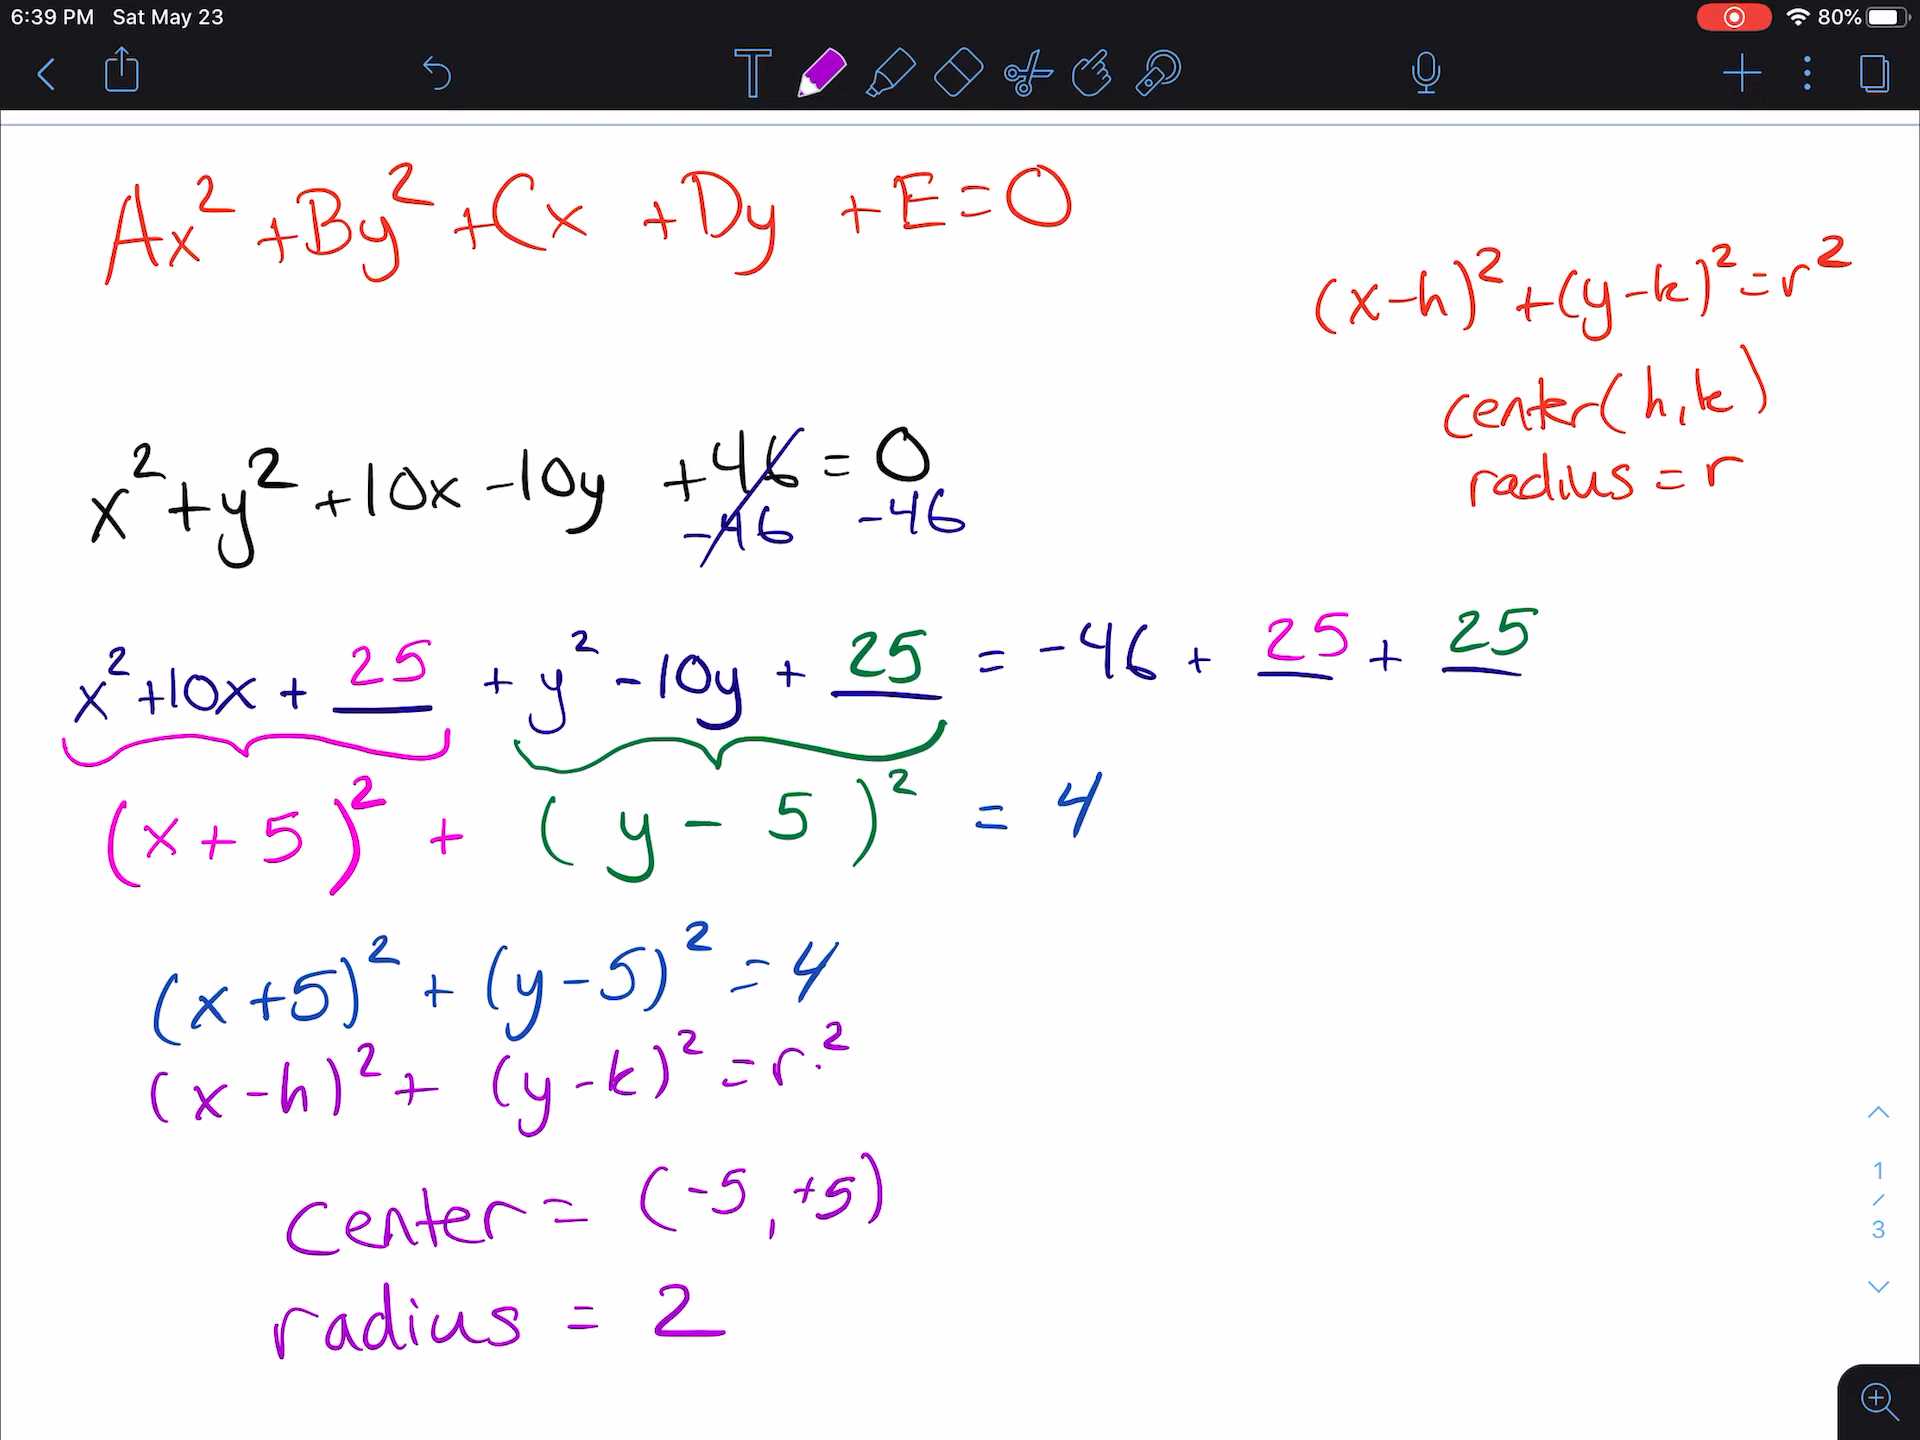 6:39 PM Sat May 23 80%
T
Ax² +By² +Cx +Dy +E=0
(x-h)² +(y-k)² = r²
center(h,k)
radius = r
x² + y² +10x -10y +46 = 0
-46 -46
x² +10x + 25 + y² - 10y + 25 = -46 + 25 + 25
(x + 5)² + (y - 5)² = 4
(x +5)² + (y-5)² = 4
(x-h)² + (y-k)² = r.²
center = (-5, +5)
radius = 2
1
/
3